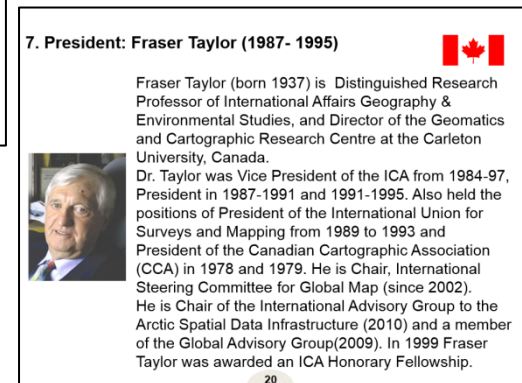 7. President: Fraser Taylor (1987- 1995)
Fraser Taylor (born 1937) is  Distinguished Research
Professor of International Affairs Geography &
Environmental Studies, and Director of the Geomatics
and Cartographic Research Centre at the Carleton
University, Canada.
Dr. Taylor was Vice President of the ICA from 1984-97,
President in 1987-1991 and 1991-1995. Also held the
positions of President of the International Union for
Surveys and Mapping from 1989 to 1993 and
President of the Canadian Cartographic Association
(CCA) in 1978 and 1979. He is Chair, International
Steering Committee for Global Map (since 2002).
He is Chair of the International Advisory Group to the
Arctic Spatial Data Infrastructure (2010) and a member
of the Global Advisory Group(2009). In 1999 Fraser
Taylor was awarded an ICA Honorary Fellowship.
20